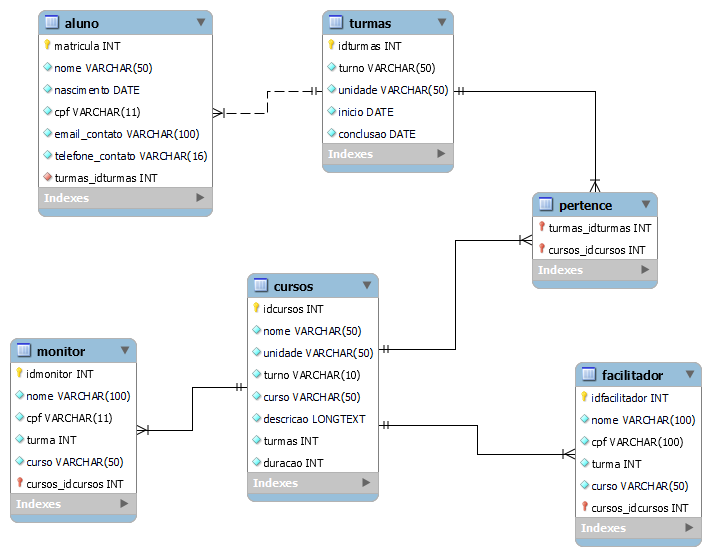 aluno
matricula INT
nome VARCHAR(50)
nascimento DATE
cpf VARCHAR(11)
email_contato VARCHAR(100)
telefone_contato VARCHAR(16)
turmas_idturmas INT
Indexes
turmas
idturmas INT
turno VARCHAR(50)
unidade VARCHAR(50)
inicio DATE
conclusao DATE
Indexes
pertence
turmas_idturmas INT
cursos_idcursos INT
Indexes
cursos
idcursos INT
nome VARCHAR(50)
unidade VARCHAR(50)
turno VARCHAR(10)
curso VARCHAR(50)
descricao LONGTEXT
turmas INT
duracao INT
Indexes
monitor
idmonitor INT
nome VARCHAR(100)
cpf VARCHAR(11)
turma INT
curso VARCHAR(50)
cursos_idcursos INT
Indexes
facilitador
idfacilitador INT
nome VARCHAR(100)
cpf VARCHAR(100)
turma INT
curso VARCHAR(50)
cursos_idcursos INT
Indexes